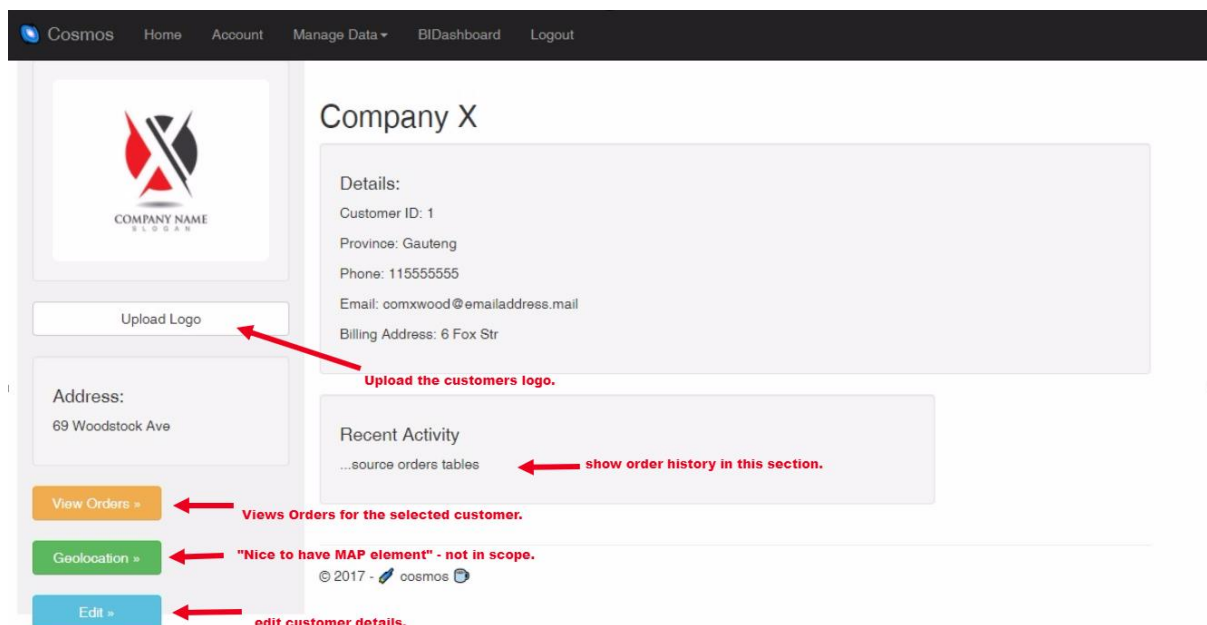 Cosmos Home Account Manage Data BIDashboard Logout
COMPANY NAME
SLOGAN
Upload Logo
Address:
69 Woodstock Ave
View Orders »
Geolocation »
Edit »
Company X
Details:
Customer ID: 1
Province: Gauteng
Phone: 115555555
Email: comxwood@emailaddress.mail
Billing Address: 6 Fox Str
Upload the customers logo.
Recent Activity
...source orders tables
show order history in this section.
Views Orders for the selected customer.
"Nice to have MAP element" - not in scope.
© 2017 - cosmos
edit customer details.